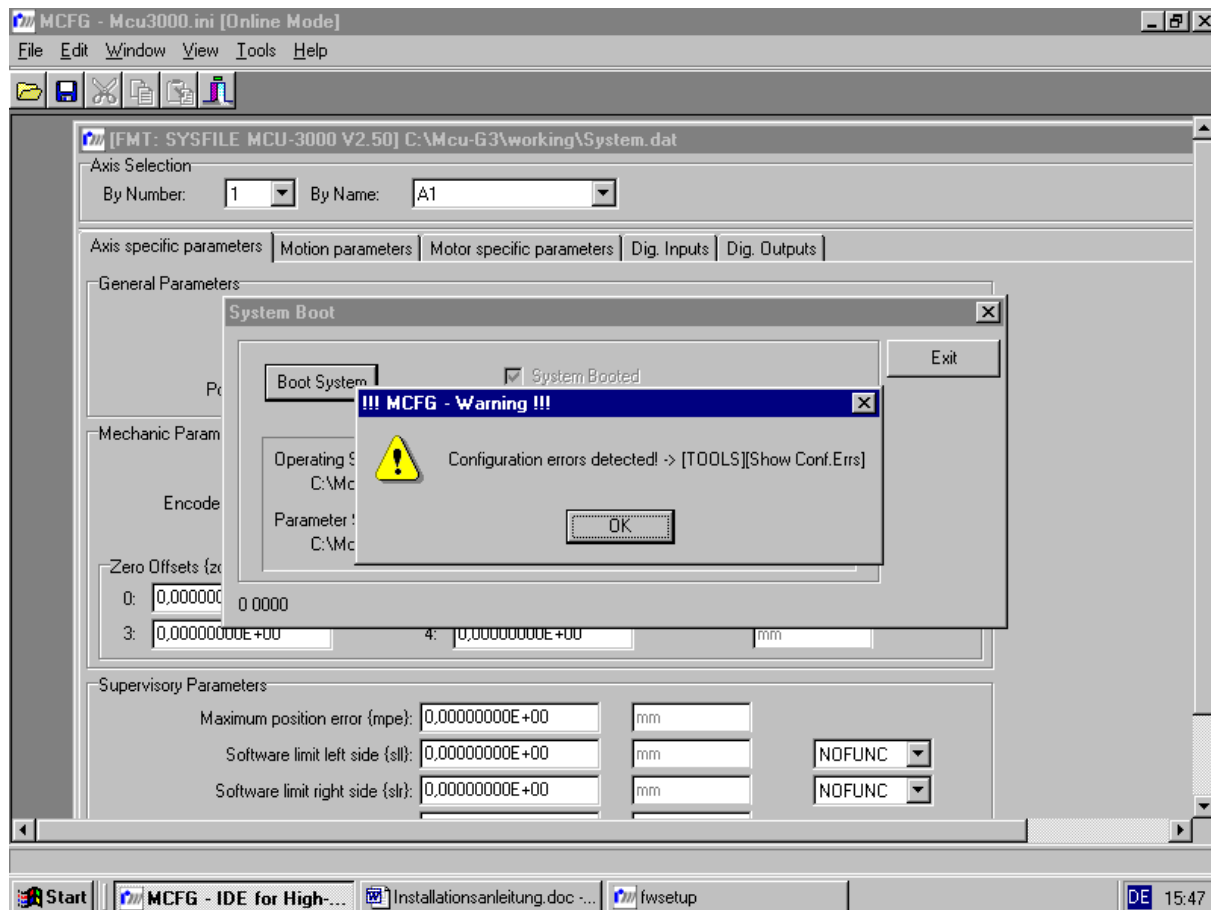 MCFG - Mcu3000.ini [Online Mode]
File Edit Window View Tools Help
[FMT: SYSFILE MCU-3000 V2.50] C:\Mcu-G3\working\System.dat
Axis Selection
By Number: 1 By Name: A1
Axis specific parameters Motion parameters Motor specific parameters Dig. Inputs Dig. Outputs
General Parameters
System Boot
Exit
Boot System System Booted
!!! MCFG - Warning !!!
Mechanic Param
Configuration errors detected! -> [TOOLS][Show Conf.Errs]
Operating S
C:\Mc
Encode
OK
Parameter
C:\Mc
Zero Offsets {zo
0: 0,000000
0 0000
3: 0,00000000E+00 4: 0,00000000E+00 mm
Supervisory Parameters
Maximum position error {mpe}: 0,00000000E+00 mm
Software limit left side {sll}: 0,00000000E+00 mm NOFUNC
Software limit right side {slr}: 0,00000000E+00 mm NOFUNC
Start MCFG - IDE for High-... Installationsanleitung.doc -... fwsetup DE 15:47